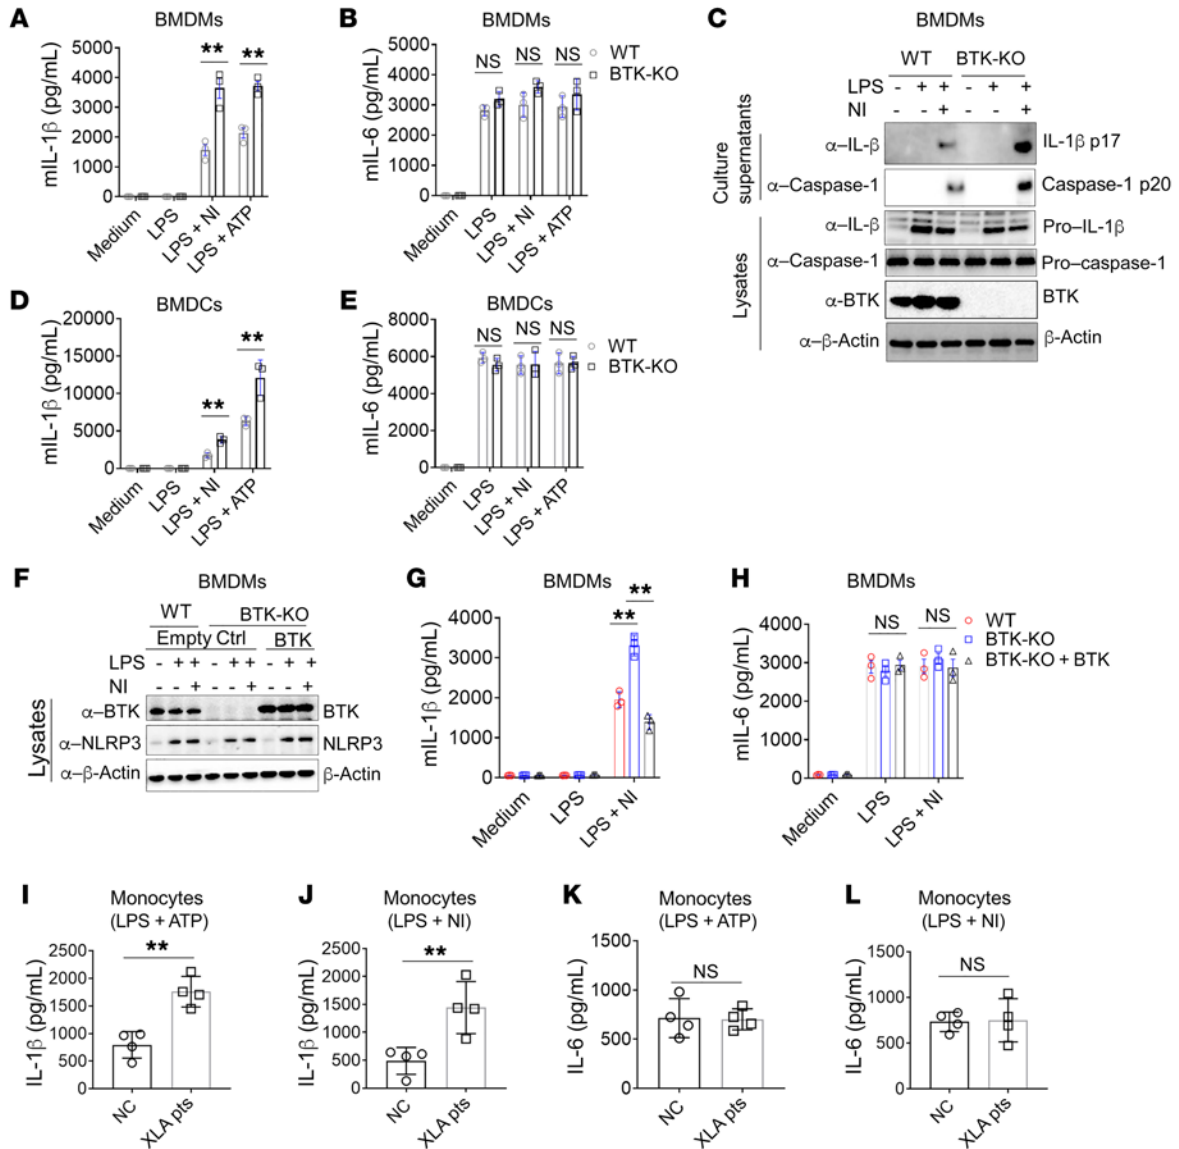 A
BMDMs
mIL-1β (pg/mL)
5000
4000
3000
2000
1000
0
**
**
Medium
LPS
LPS + NI
LPS + ATP
B
BMDMs
mIL-6 (pg/mL)
5000
4000
3000
2000
1000
0
NS
NS
NS
WT
BTK-KO
Medium
LPS
LPS + NI
LPS + ATP
C
BMDMs
WT BTK-KO
LPS - + + - + +
NI - - + - - +
Culture supernatants
α–IL-β IL-1β p17
α–Caspase-1 Caspase-1 p20
Lysates
α–IL-β Pro–IL-1β
α–Caspase-1 Pro–caspase-1
α-BTK BTK
α–β-Actin β-Actin
D
BMDCs
mIL-1β (pg/mL)
20000
15000
10000
5000
0
**
**
Medium
LPS
LPS + NI
LPS + ATP
E
BMDCs
mIL-6 (pg/mL)
8000
6000
4000
2000
0
NS
NS
NS
WT
BTK-KO
Medium
LPS
LPS + NI
LPS + ATP
F
BMDMs
WT BTK-KO
Empty Ctrl BTK
LPS - + + - + + - + +
NI - - + - - + - - +
Lysates
α–BTK BTK
α–NLRP3 NLRP3
α–β-Actin β-Actin
G
BMDMs
mIL-1β (pg/mL)
4000
3000
2000
1000
0
**
**
Medium
LPS
LPS + NI
H
BMDMs
mIL-6 (pg/mL)
4000
3000
2000
1000
0
NS
NS
WT
BTK-KO
BTK-KO + BTK
Medium
LPS
LPS + NI
I
Monocytes
(LPS + ATP)
IL-1β (pg/mL)
2500
2000
1500
1000
500
0
**
NC
XLA pts
J
Monocytes
(LPS + NI)
IL-1β (pg/mL)
2500
2000
1500
1000
500
0
**
NC
XLA pts
K
Monocytes
(LPS + ATP)
IL-6 (pg/mL)
1500
1000
500
0
NS
NC
XLA pts
L
Monocytes
(LPS + NI)
IL-6 (pg/mL)
1500
1000
500
0
NS
NC
XLA pts